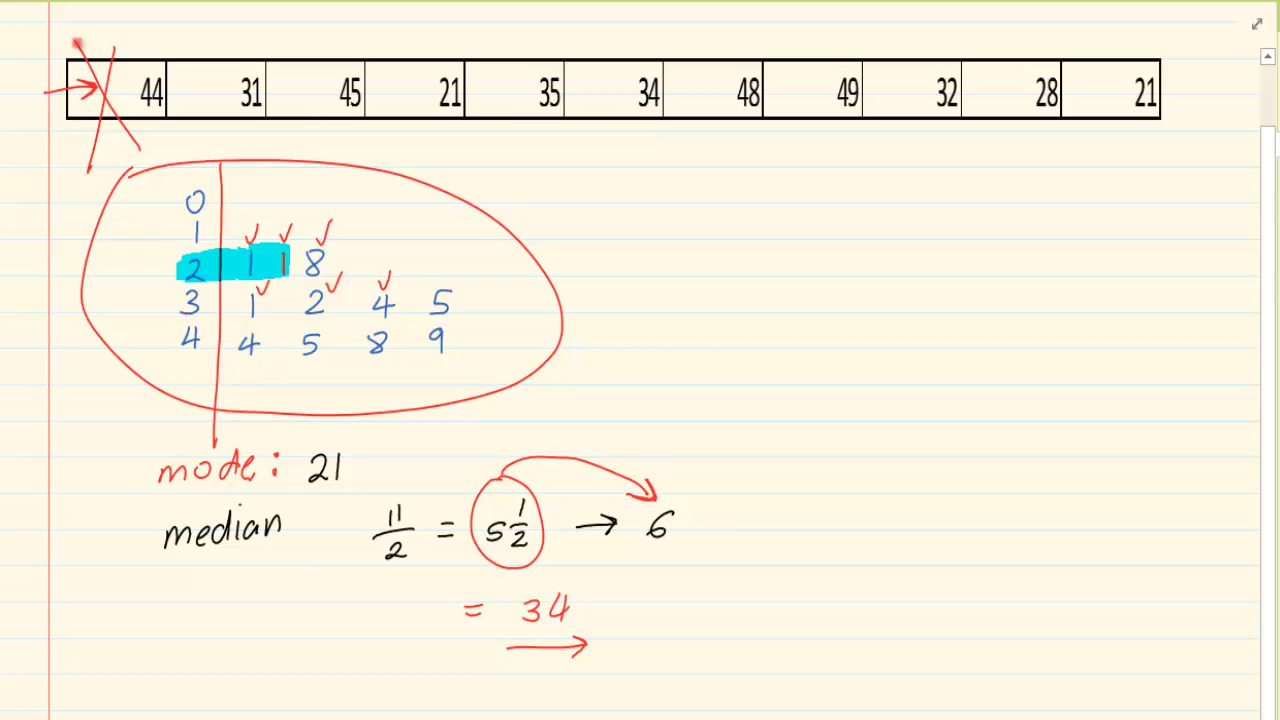 44 31 45 21 35 34 48 49 32 28 21
0
1
2 1 1 8
3 1 2 4 5
4 4 5 8 9
mode: 21
median 11/2 = 5 1/2 → 6
= 34